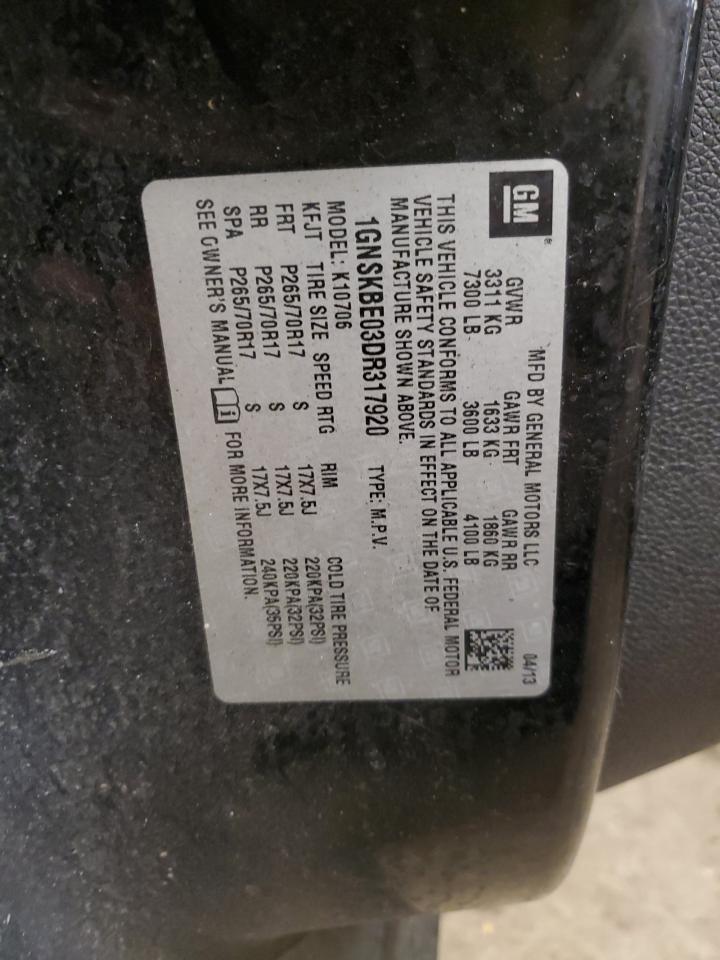 GM
MFD BY GENERAL MOTORS LLC 04/13
GVWR GAWR FRT GAWR RR
3311 KG 1633 KG 1860 KG
7300 LB 3600 LB 4100 LB
THIS VEHICLE CONFORMS TO ALL APPLICABLE U.S. FEDERAL MOTOR
VEHICLE SAFETY STANDARDS IN EFFECT ON THE DATE OF
MANUFACTURE SHOWN ABOVE.
1GNSKBE03DR317920 TYPE: M.P.V.
MODEL: K10706
KFJT TIRE SIZE SPEED RTG RIM COLD TIRE PRESSURE
FRT P265/70R17 S 17X7.5J 220KPA(32PSI)
RR P265/70R17 S 17X7.5J 220KPA(32PSI)
SPA P265/70R17 S 17X7.5J 240KPA(35PSI)
SEE OWNER'S MANUAL FOR MORE INFORMATION.